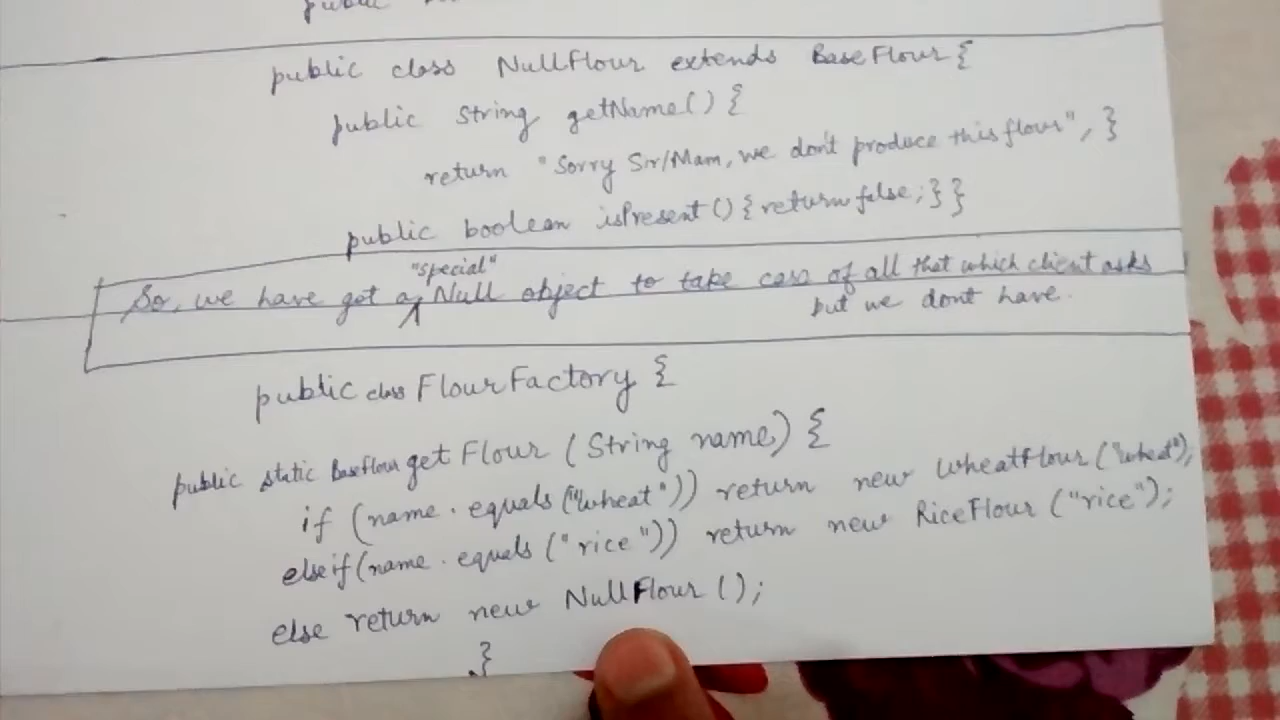 public
public class NullFlour extends BaseFlour {
public String getName() {
return "Sorry Sir/Mam, we don't produce this flour", }
public boolean isPresent() { return false; } }
"special"
So, we have got a Null object to take care of all that which client asks
but we dont have.
public class FlourFactory {
public static BaseFlour getFlour (String name) {
if (name.equals("wheat")) return new WheatFlour ("wheat");
elseif (name.equals ("rice")) return new RiceFlour ("rice");
else return new NullFlour ();
}